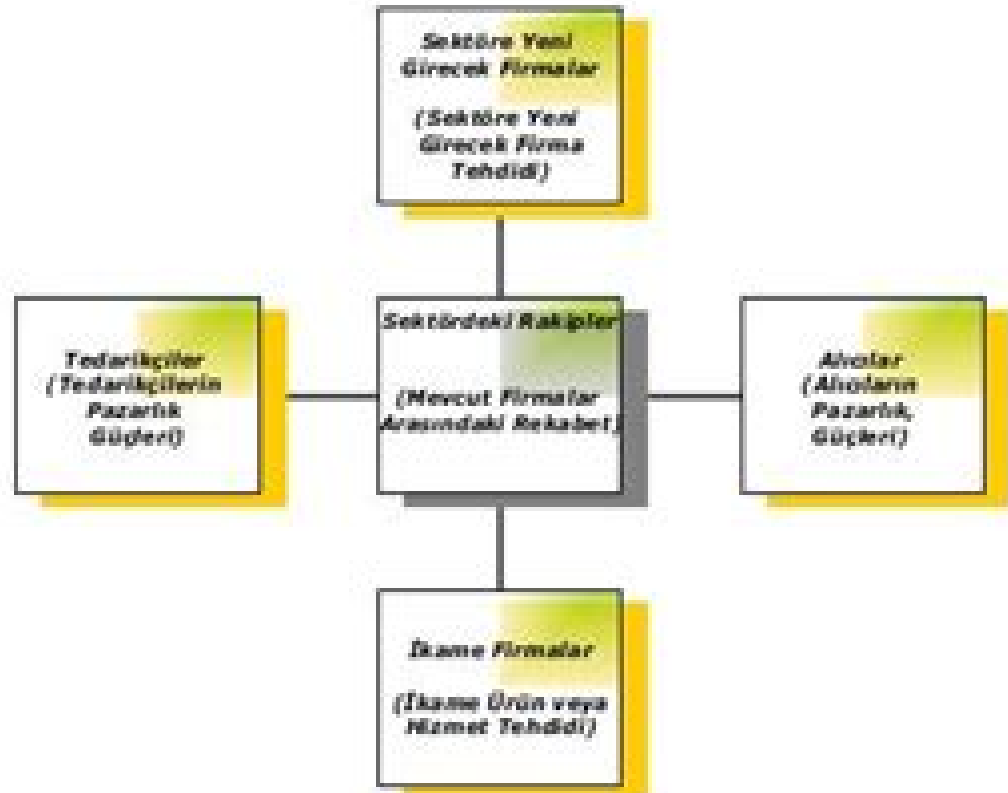 Sektöre Yeni
Girecek Firmalar
(Sektöre Yeni
Girecek Firma
Tehdidi)
Tedarikçiler
(Tedarikçilerin
Pazarlık
Güçleri)
Sektördeki Rakipler
(Mevcut Firmalar
Arasındaki Rekabet)
Alıcılar
(Alıcıların
Pazarlık,
Güçleri)
İkame Firmalar
(İkame Ürün veya
Hizmet Tehdidi)